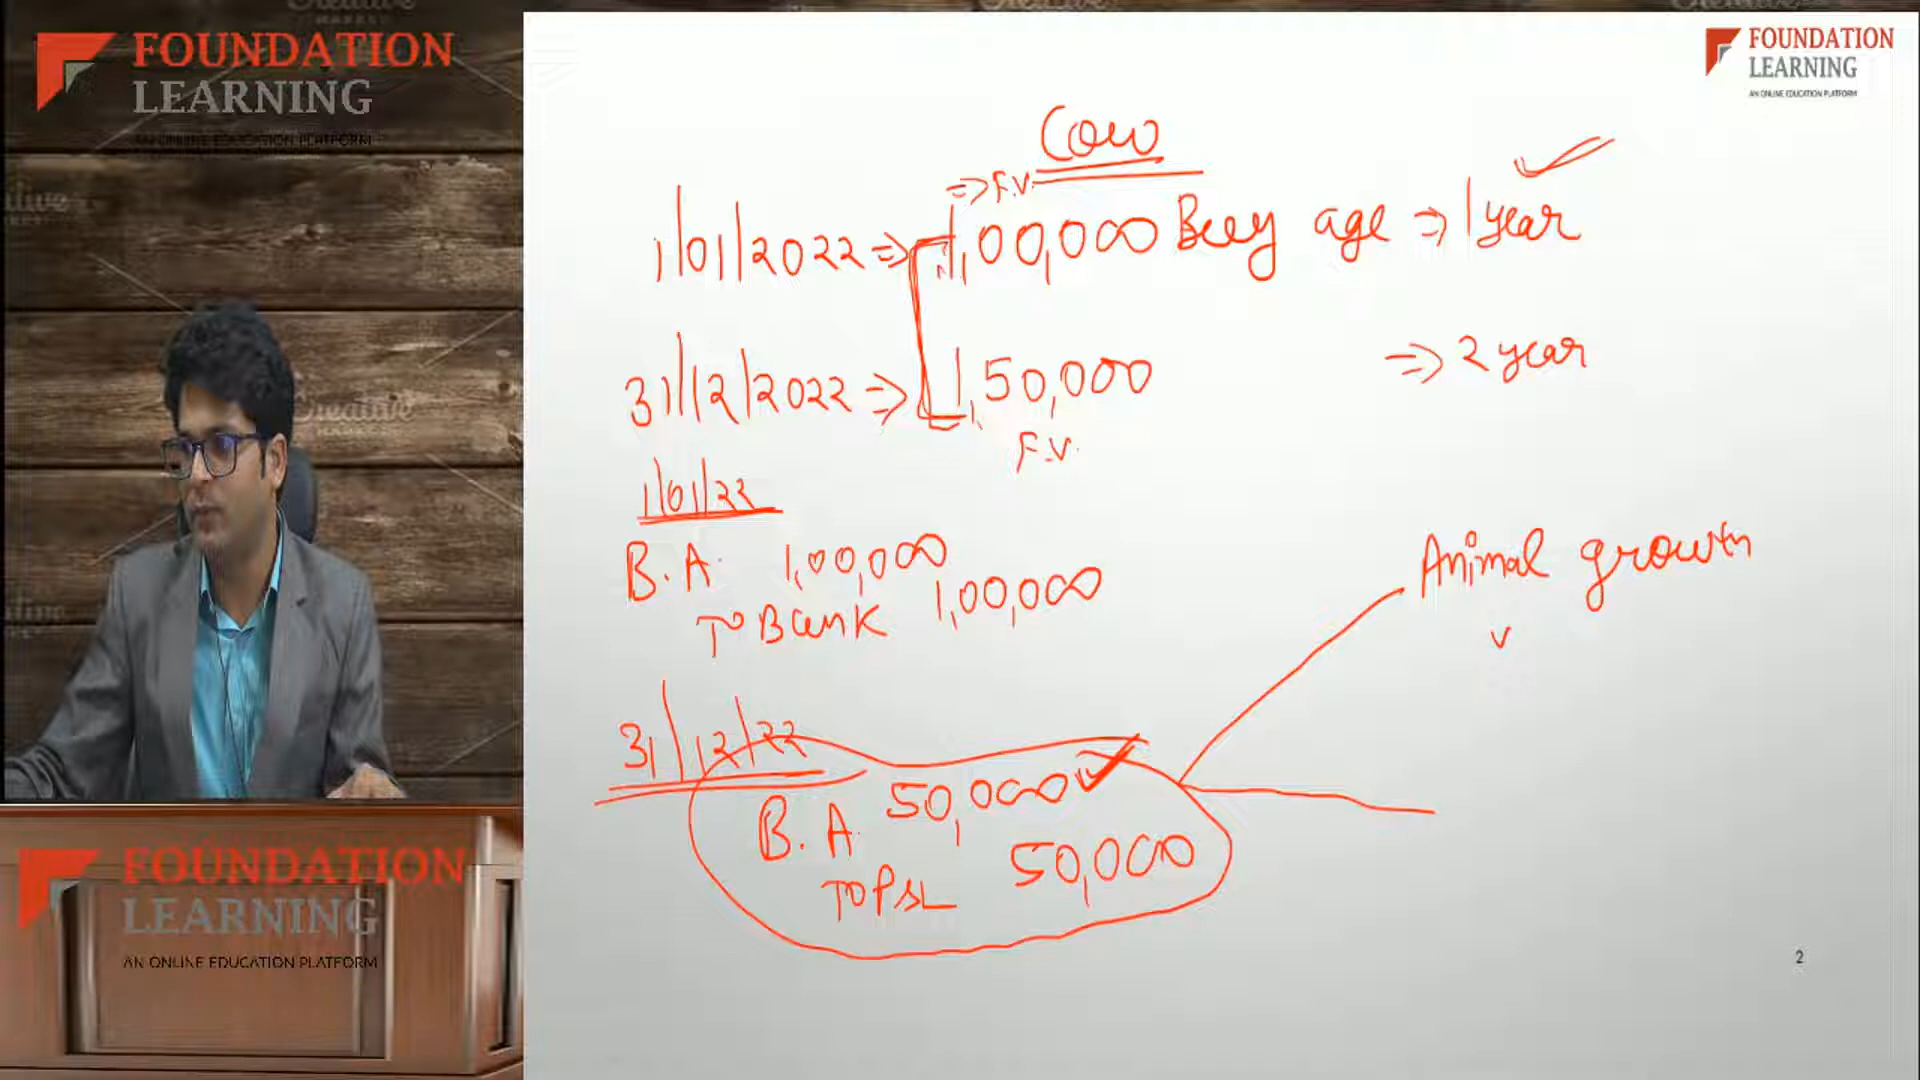 FOUNDATION
LEARNING
AN ONLINE EDUCATION PLATFORM
FOUNDATION
LEARNING
AN ONLINE EDUCATION PLATFORM
Cow
=> F.V.
1/01/2022 => 1,00,000 Buy age => 1 year
31/12/2022 => 1,50,000 => 2 year
F.V.
1/01/22
B.A. 1,00,000
To Bank 1,00,000
Animal growth
31/12/22
B.A. 50,000
TO P&L 50,000
FOUNDATION
LEARNING
AN ONLINE EDUCATION PLATFORM
2